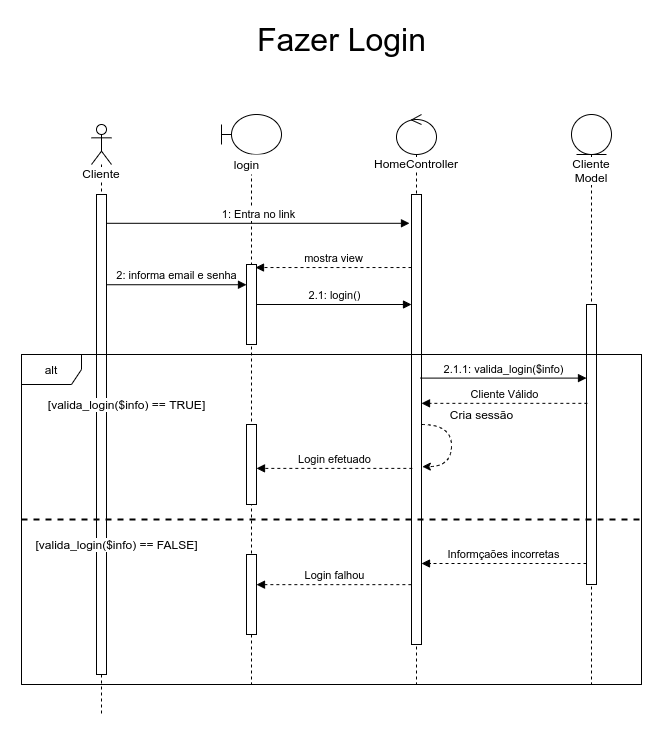 Fazer Login
Cliente
login
HomeController
Cliente
Model
1: Entra no link
mostra view
2: informa email e senha
2.1: login()
alt
2.1.1: valida_login($info)
Cliente Válido
[valida_login($info) == TRUE]
Cria sessão
Login efetuado
[valida_login($info) == FALSE]
Informçaões incorretas
Login falhou